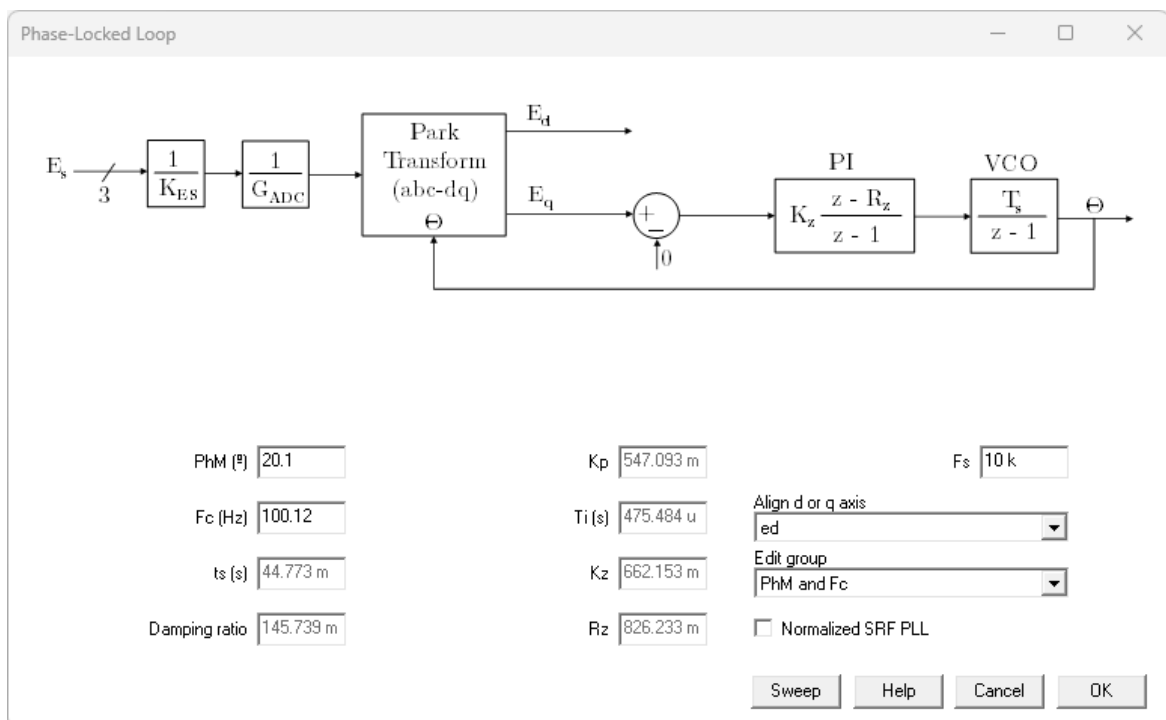 Phase-Locked Loop
E_s
3
1
K_ES
1
G_ADC
Park
Transform
(abc-dq)
Θ
E_d
E_q
+
−
0
PI
K_z z - R_z
z - 1
VCO
T_s
z - 1
Θ
PhM (º) 20.1
Fc (Hz) 100.12
ts (s) 44.773 m
Damping ratio 145.739 m
Kp 547.093 m
Ti (s) 475.484 u
Kz 662.153 m
Rz 826.233 m
Fs 10 k
Align d or q axis
ed
Edit group
PhM and Fc
Normalized SRF PLL
Sweep Help Cancel OK